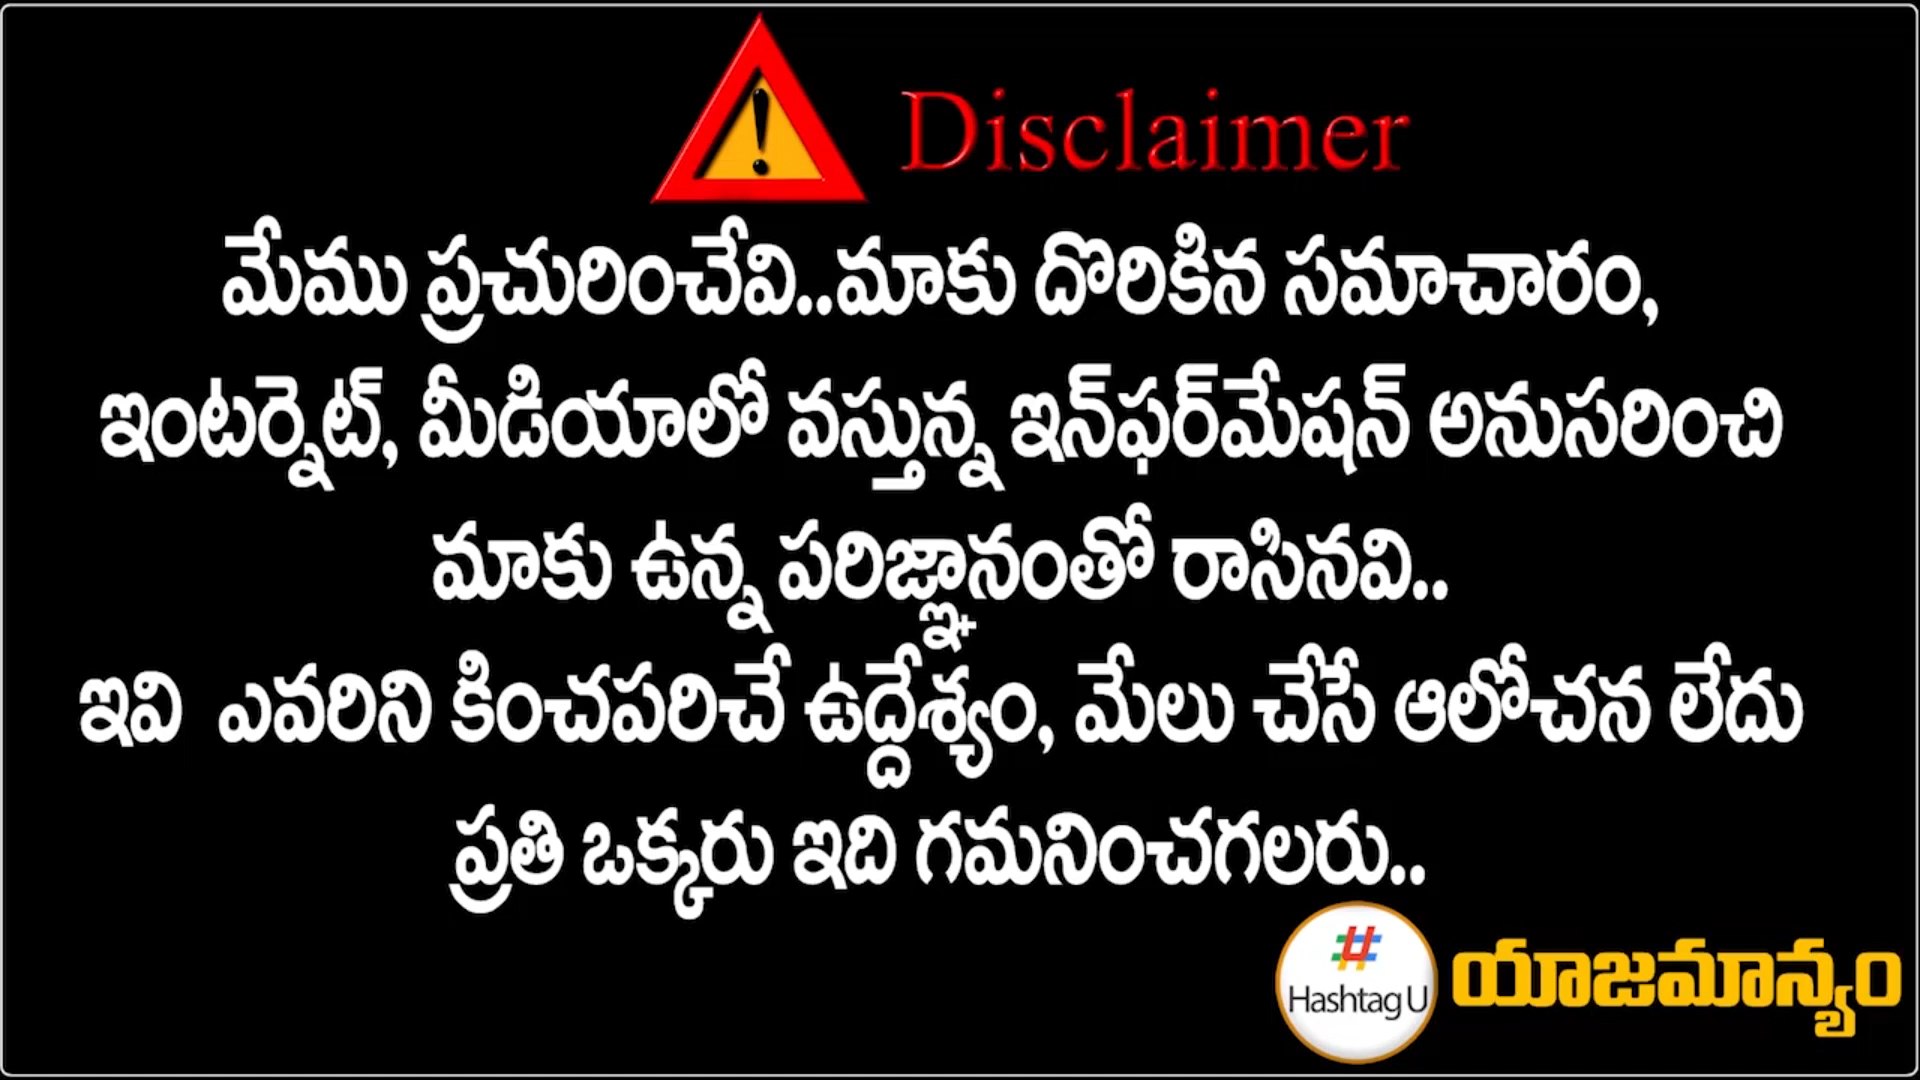 Disclaimer
మేము ప్రచురించేవి..మాకు దొరికిన సమాచారం,
ఇంటర్నెట్, మీడియాలో వస్తున్న ఇన్‌ఫర్‌మేషన్ అనుసరించి
మాకు ఉన్న పరిజ్ఞానంతో రాసినవి..
ఇవి ఎవరిని కించపరిచే ఉద్దేశ్యం, మేలు చేసే ఆలోచన లేదు
ప్రతి ఒక్కరు ఇది గమనించగలరు..
#
Hashtag U
యాజమాన్యం